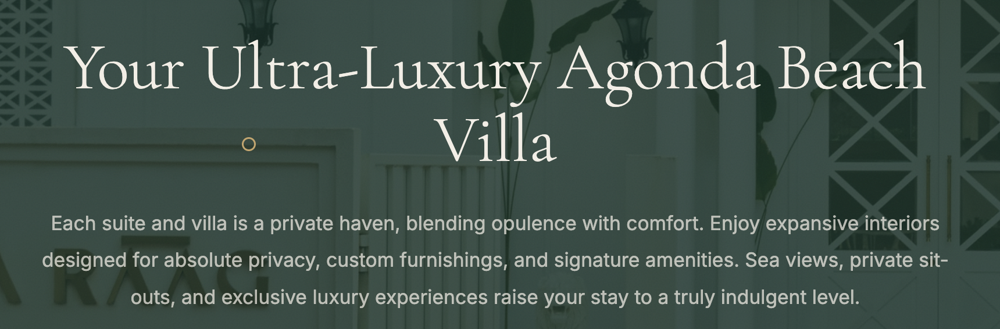 Your Ultra-Luxury Agonda Beach
Villa
Each suite and villa is a private haven, blending opulence with comfort. Enjoy expansive interiors
designed for absolute privacy, custom furnishings, and signature amenities. Sea views, private sit-
outs, and exclusive luxury experiences raise your stay to a truly indulgent level.
A RAAG